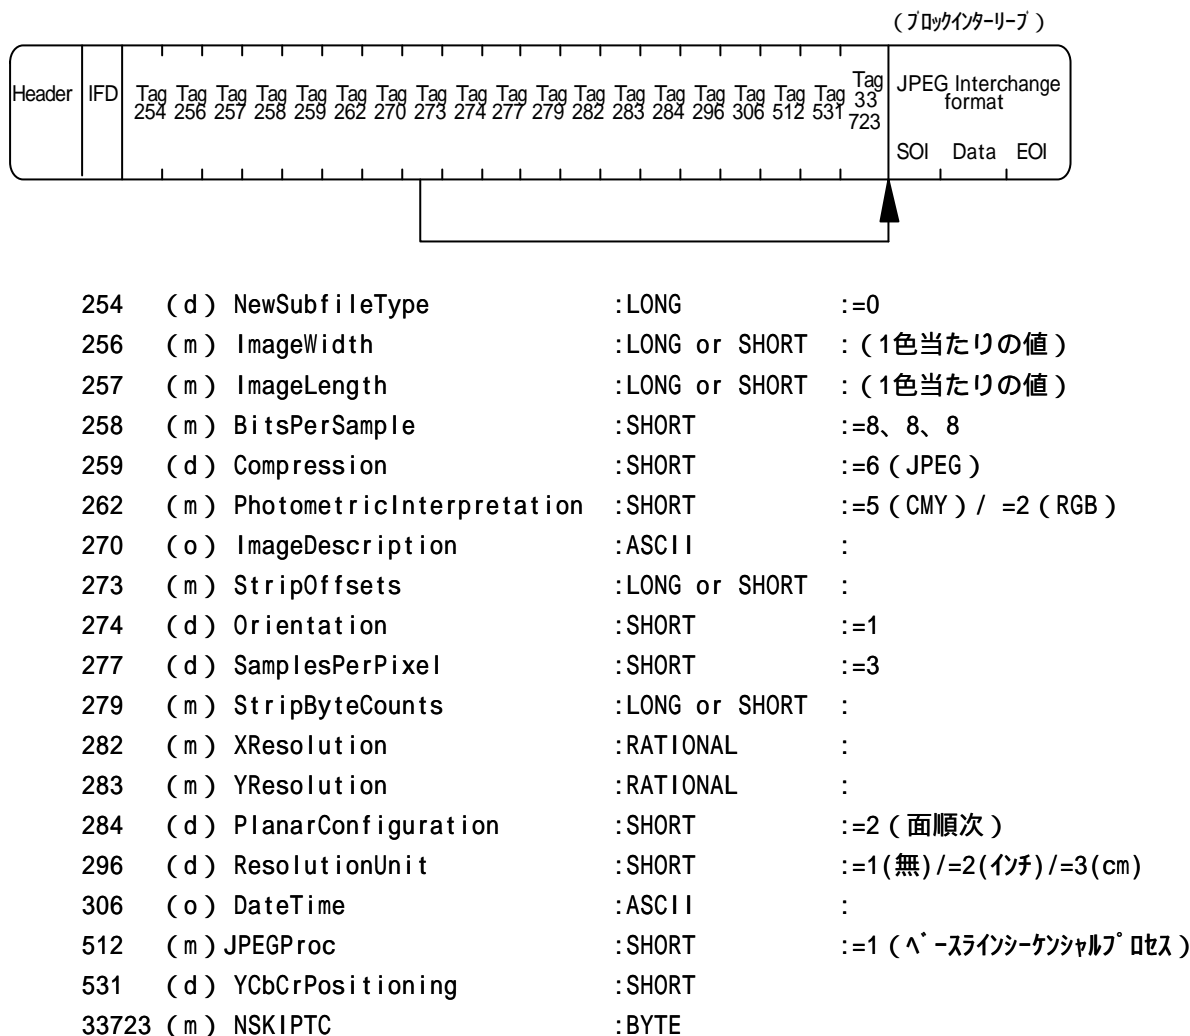 （ﾌﾞﾛｯｸｲﾝﾀｰﾘｰﾌﾞ）
Header IFD Tag 254 Tag 256 Tag 257 Tag 258 Tag 259 Tag 262 Tag 270 Tag 273 Tag 274 Tag 277 Tag 279 Tag 282 Tag 283 Tag 284 Tag 296 Tag 306 Tag 512 Tag 531 Tag 33 723
JPEG Interchange
format
SOI Data EOI
254 (d) NewSubfileType :LONG :=0
256 (m) ImageWidth :LONG or SHORT :（1色当たりの値）
257 (m) ImageLength :LONG or SHORT :（1色当たりの値）
258 (m) BitsPerSample :SHORT :=8、8、8
259 (d) Compression :SHORT :=6（JPEG）
262 (m) PhotometricInterpretation :SHORT :=5（CMY）/ =2（RGB）
270 (o) ImageDescription :ASCII :
273 (m) StripOffsets :LONG or SHORT :
274 (d) Orientation :SHORT :=1
277 (d) SamplesPerPixel :SHORT :=3
279 (m) StripByteCounts :LONG or SHORT :
282 (m) XResolution :RATIONAL :
283 (m) YResolution :RATIONAL :
284 (d) PlanarConfiguration :SHORT :=2（面順次）
296 (d) ResolutionUnit :SHORT :=1(無)/=2(ｲﾝﾁ)/=3(cm)
306 (o) DateTime :ASCII :
512 (m) JPEGProc :SHORT :=1（ﾍﾞｰｽﾗｲﾝｼｰｹﾝｼｬﾙﾌﾟﾛｾｽ）
531 (d) YCbCrPositioning :SHORT
33723 (m) NSKIPTC :BYTE